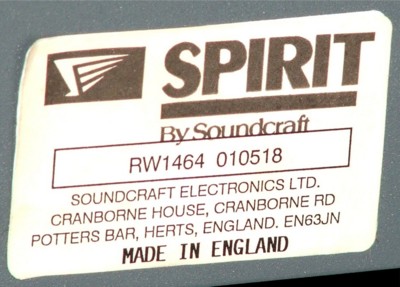 SPIRIT
By Soundcraft
RW1464 010518
SOUNDCRAFT ELECTRONICS LTD.
CRANBORNE HOUSE, CRANBORNE RD
POTTERS BAR, HERTS, ENGLAND. EN63JN
MADE IN ENGLAND